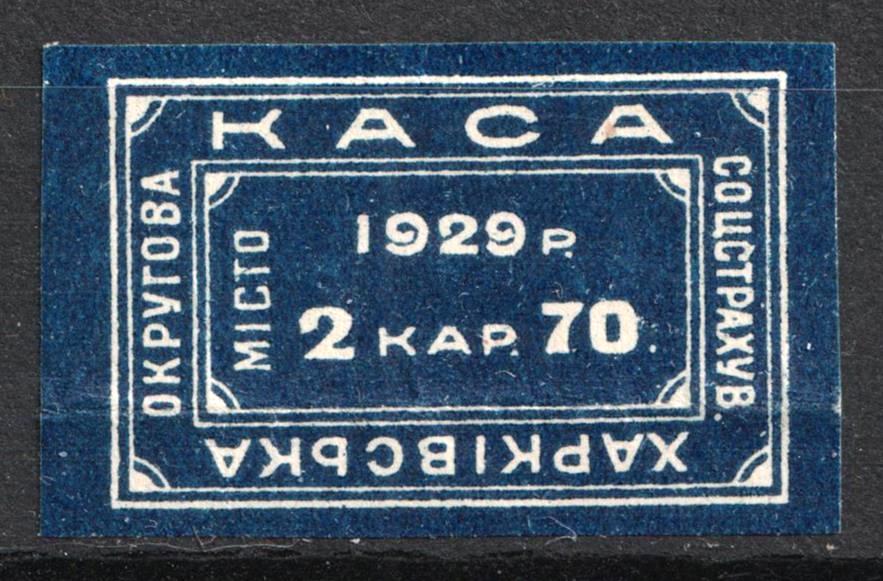 ХАРКІВСЬКА
ОКРУГОВА
КАСА
СОЦСТРАХУВ.
МІСТО
1929 Р.
2 КАР. 70.